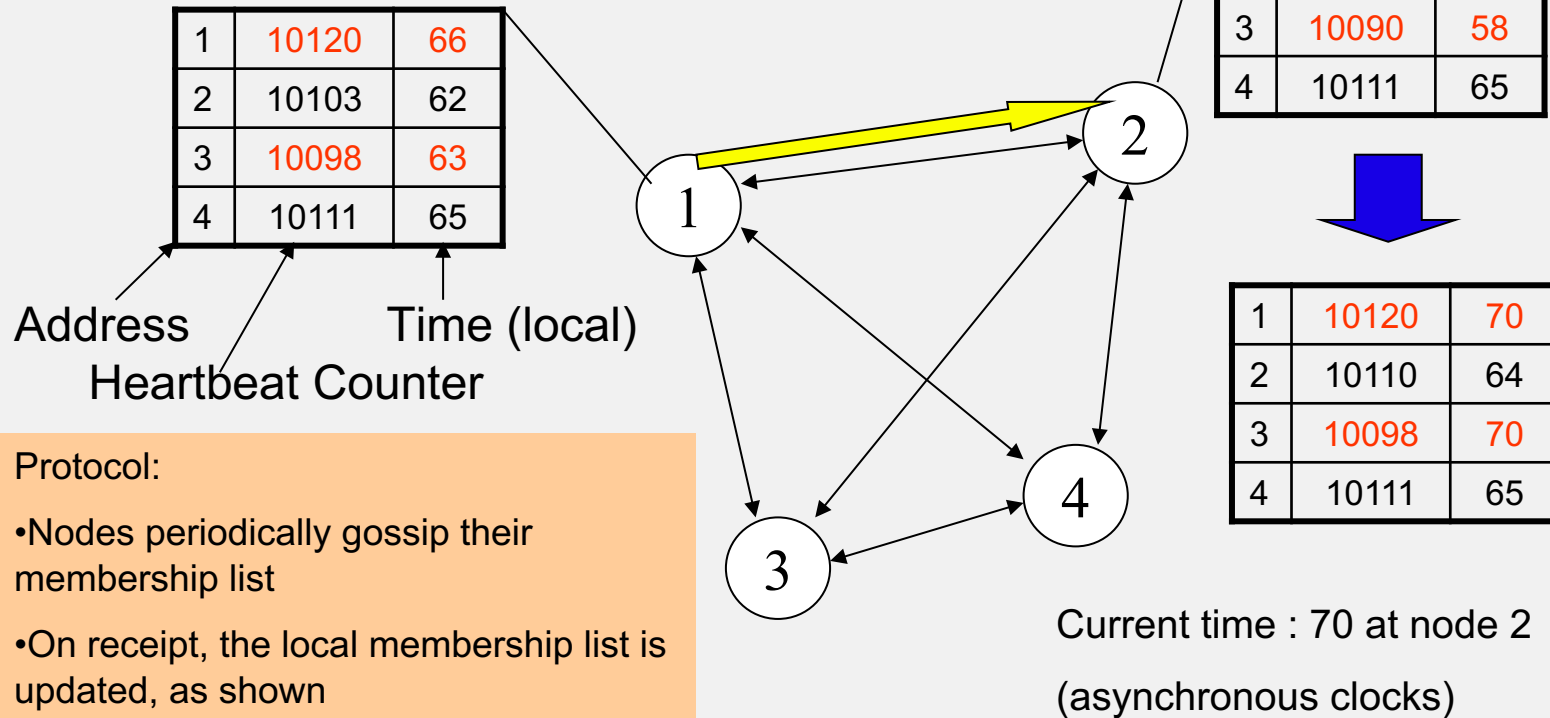 1 10120 66
2 10103 62
3 10098 63
4 10111 65
Address
Time (local)
Heartbeat Counter
Protocol:
•Nodes periodically gossip their
membership list
•On receipt, the local membership list is
updated, as shown
1
2
3
4
3 10090 58
4 10111 65
1 10120 70
2 10110 64
3 10098 70
4 10111 65
Current time : 70 at node 2
(asynchronous clocks)